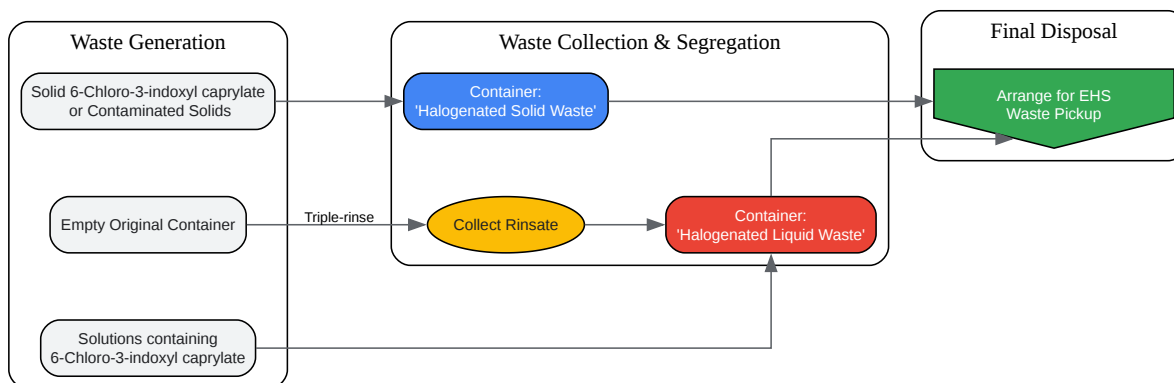 Waste Generation
Solid 6-Chloro-3-indoxyl caprylate
or Contaminated Solids
Empty Original Container
Solutions containing
6-Chloro-3-indoxyl caprylate
Triple-rinse
Waste Collection & Segregation
Container:
'Halogenated Solid Waste'
Collect Rinsate
Container:
'Halogenated Liquid Waste'
Final Disposal
Arrange for EHS
Waste Pickup